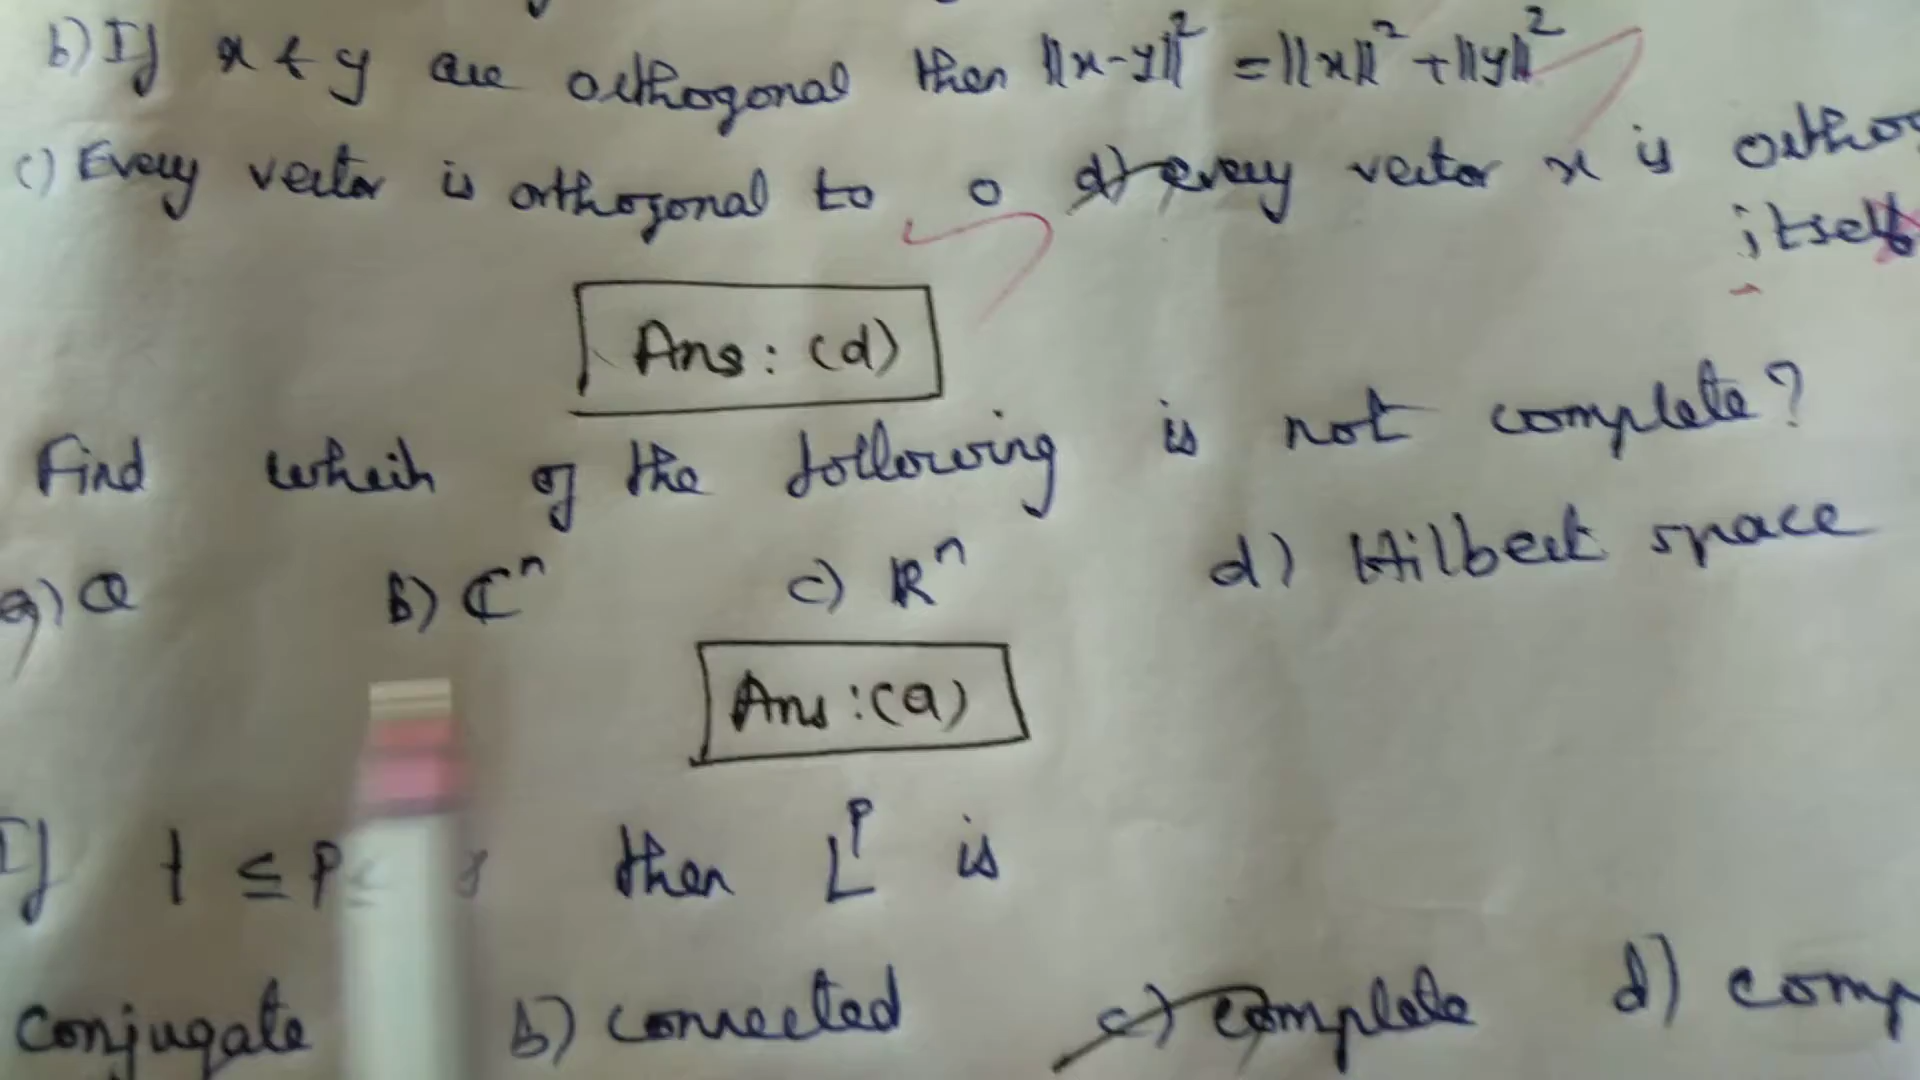 b) If x & y are orthogonal then ||x-y||² = ||x||² + ||y||²
c) Every vector is orthogonal to 0 d) every vector x is
itself
Ans: (d)
Find which of the following is not complete?
a) Q b) ℂⁿ c) Rⁿ d) Hilbert space
Ans: (a)
If 1 ≤ p then Lᵖ is
conjugate b) connected c) complete d)